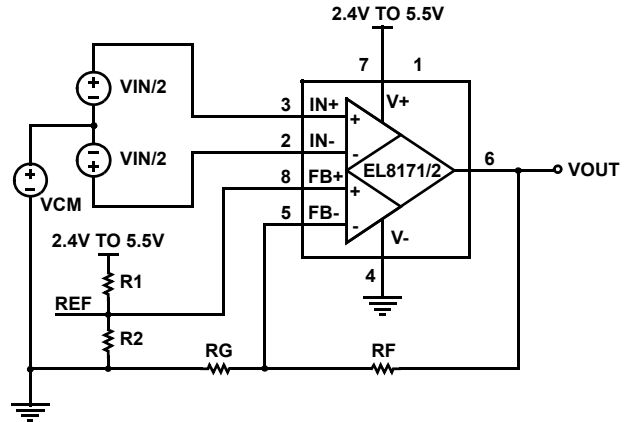 2.4V TO 5.5V
7 1
VIN/2
3 IN+ V+
+
-
+
-
2 IN-
EL8171/2 6 VOUT
-
+
VIN/2
8 FB+
+
-
VCM
+
-
5 FB-
V-
2.4V TO 5.5V
4
R1
REF
R2
RG RF